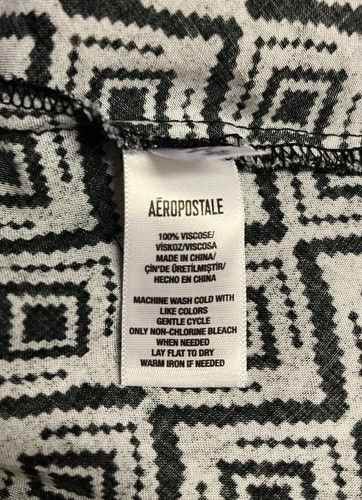 AÉROPOSTALE
100% VISCOSE/
VİSKOZ/VISCOSA
MADE IN CHINA/
ÇİN'DE ÜRETİLMİŞTİR/
HECHO EN CHINA
MACHINE WASH COLD WITH
LIKE COLORS
GENTLE CYCLE
ONLY NON-CHLORINE BLEACH
WHEN NEEDED
LAY FLAT TO DRY
WARM IRON IF NEEDED